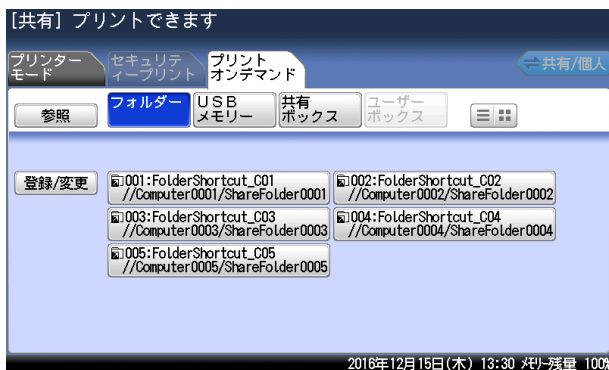 [共有] プリントできます
プリンター
モード
セキュリテ
ィープリント
プリント
オンデマンド
共有/個人
参照
フォルダー
USB
メモリー
共有
ボックス
ユーザー
ボックス
登録/変更
001:FolderShortcut_C01
//Computer0001/ShareFolder0001
002:FolderShortcut_C02
//Computer0002/ShareFolder0002
003:FolderShortcut_C03
//Computer0003/ShareFolder0003
004:FolderShortcut_C04
//Computer0004/ShareFolder0004
005:FolderShortcut_C05
//Computer0005/ShareFolder0005
2016年12月15日(木) 13:30 メモリー残量 100%